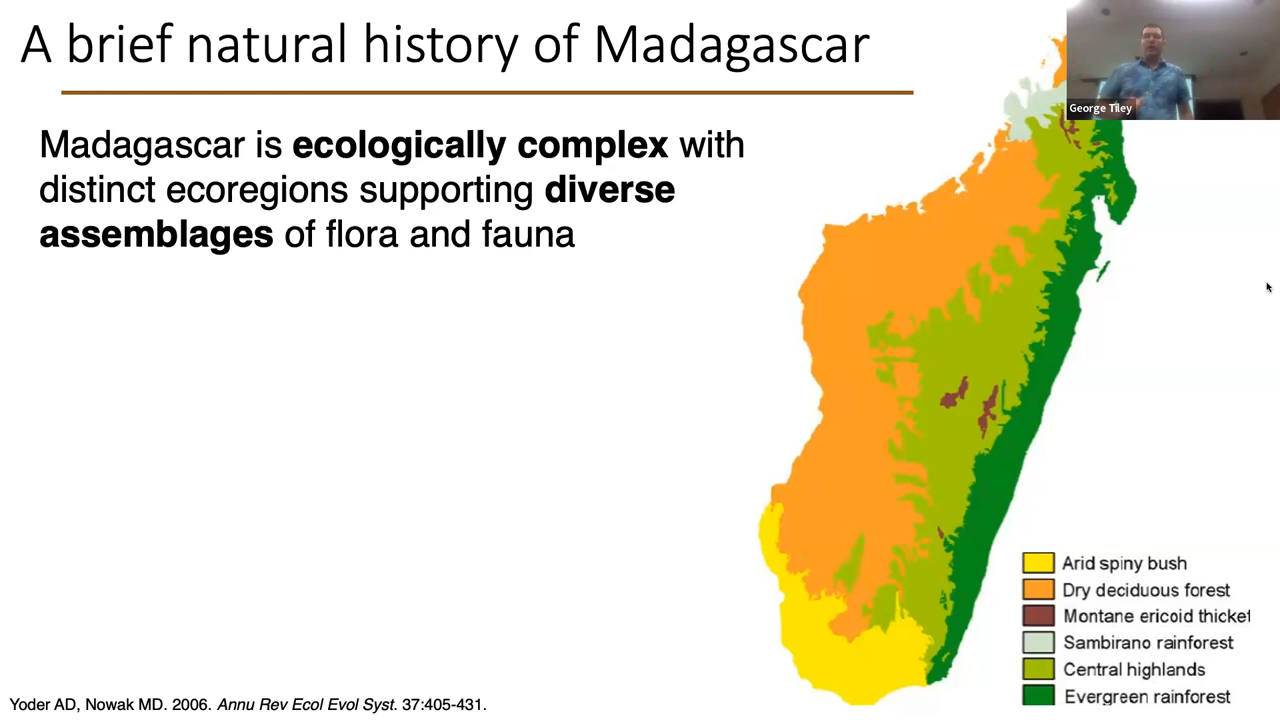 A brief natural history of Madagascar
George Tiley
Madagascar is ecologically complex with
distinct ecoregions supporting diverse
assemblages of flora and fauna
Arid spiny bush
Dry deciduous forest
Montane ericoid thicket
Sambirano rainforest
Central highlands
Evergreen rainforest
Yoder AD, Nowak MD. 2006. Annu Rev Ecol Evol Syst. 37:405-431.